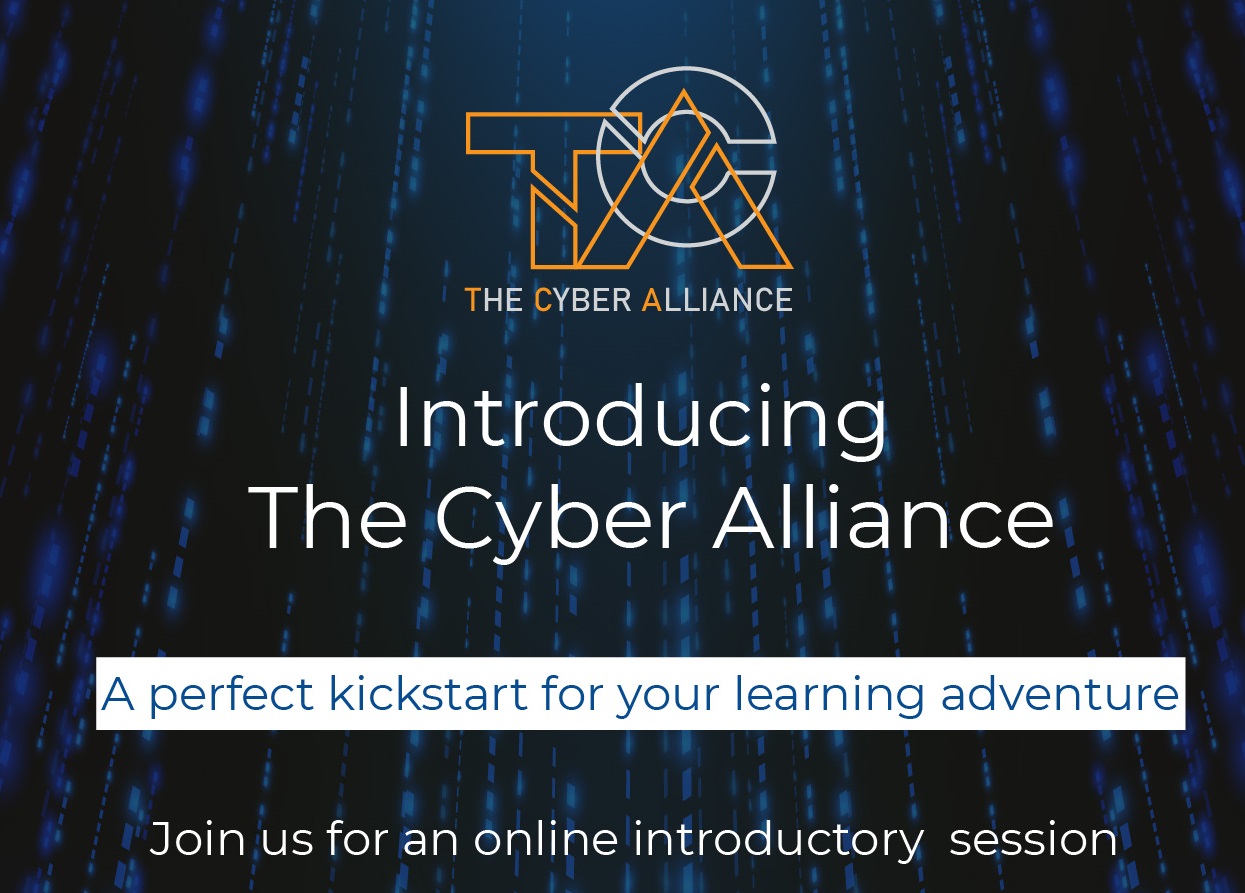 TCA
THE CYBER ALLIANCE
Introducing
The Cyber Alliance
A perfect kickstart for your learning adventure
Join us for an online introductory session